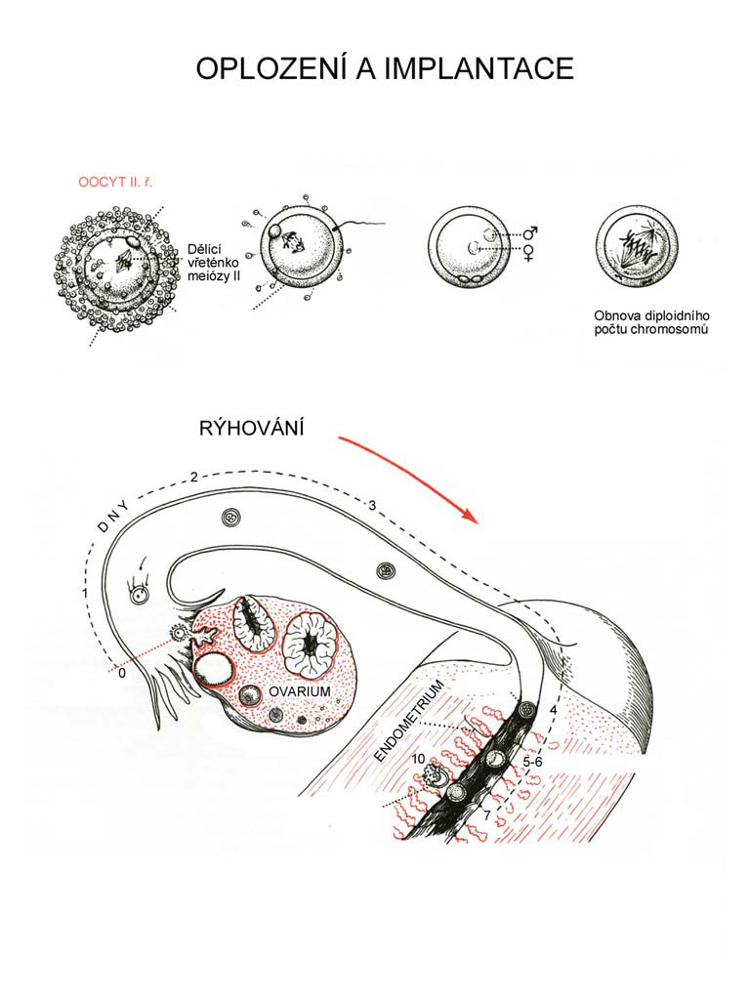 OPLOZENÍ A IMPLANTACE
OOCYT II. ř.
Dělící
vřeténko
meiózy II
♂
♀
Obnova diploidního
počtu chromosomů
RÝHOVÁNÍ
DNY
2
3
1
0
OVARIUM
ENDOMETRIUM
4
10
5-6
7